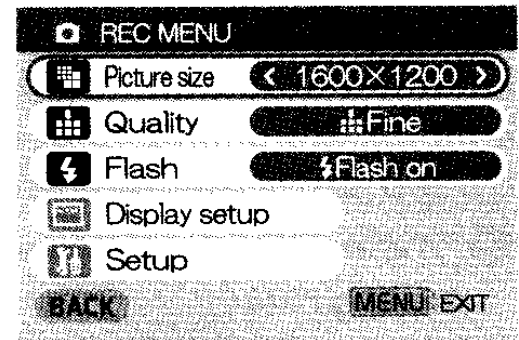 REC MENU
Picture size < 1600×1200 >
Quality Fine
Flash Flash on
Display setup
Setup
BACK MENU EXIT